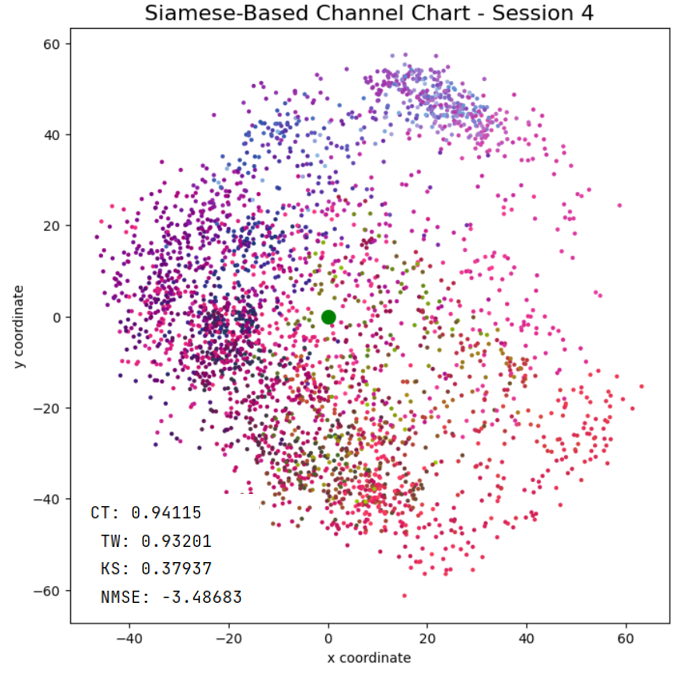 Siamese-Based Channel Chart - Session 4
60
40
20
0
−20
−40
−60
y coordinate
CT: 0.94115
TW: 0.93201
KS: 0.37937
NMSE: -3.48683
−40 −20 0 20 40 60
x coordinate